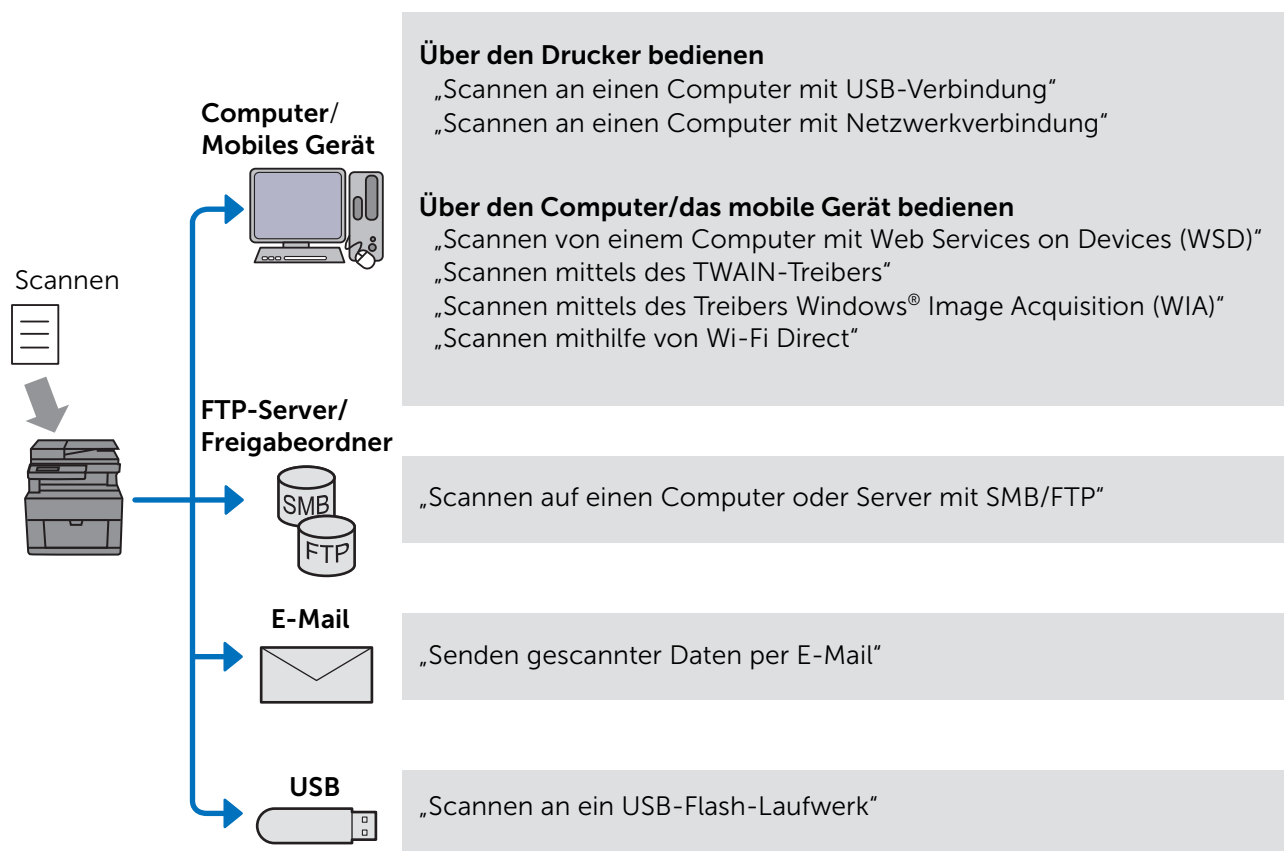 Scannen
Computer/
Mobiles Gerät
Über den Drucker bedienen
„Scannen an einen Computer mit USB-Verbindung“
„Scannen an einen Computer mit Netzwerkverbindung“
Über den Computer/das mobile Gerät bedienen
„Scannen von einem Computer mit Web Services on Devices (WSD)“
„Scannen mittels des TWAIN-Treibers“
„Scannen mittels des Treibers Windows® Image Acquisition (WIA)“
„Scannen mithilfe von Wi-Fi Direct“
FTP-Server/
Freigabeordner
SMB
FTP
„Scannen auf einen Computer oder Server mit SMB/FTP“
E-Mail
„Senden gescannter Daten per E-Mail“
USB
„Scannen an ein USB-Flash-Laufwerk“